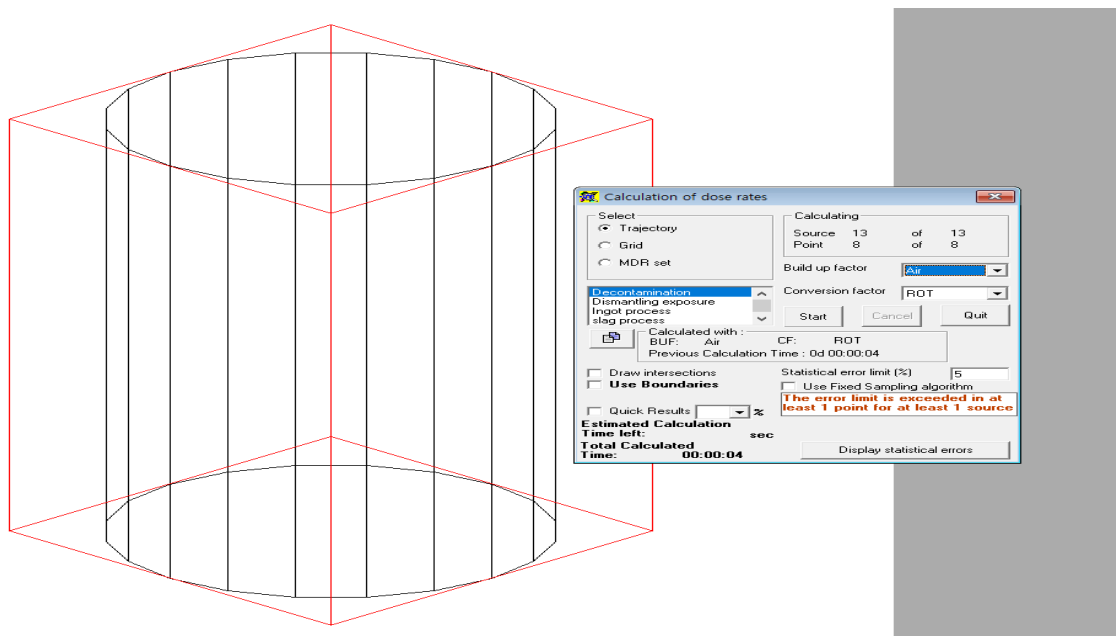 Calculation of dose rates
Select
Trajectory
Grid
MDR set
Calculating
Source 13 of 13
Point 8 of 8
Build up factor Air
Conversion factor ROT
Decontamination
Dismantling exposure
Ingot process
slag process
Start Cancel Quit
Calculated with :
BUF: Air CF: ROT
Previous Calculation Time : 0d 00:00:04
Draw intersections
Use Boundaries
Statistical error limit (%) 5
Use Fixed Sampling algorithm
The error limit is exceeded in at
least 1 point for at least 1 source
Quick Results %
Estimated Calculation
Time left: sec
Total Calculated
Time: 00:00:04
Display statistical errors